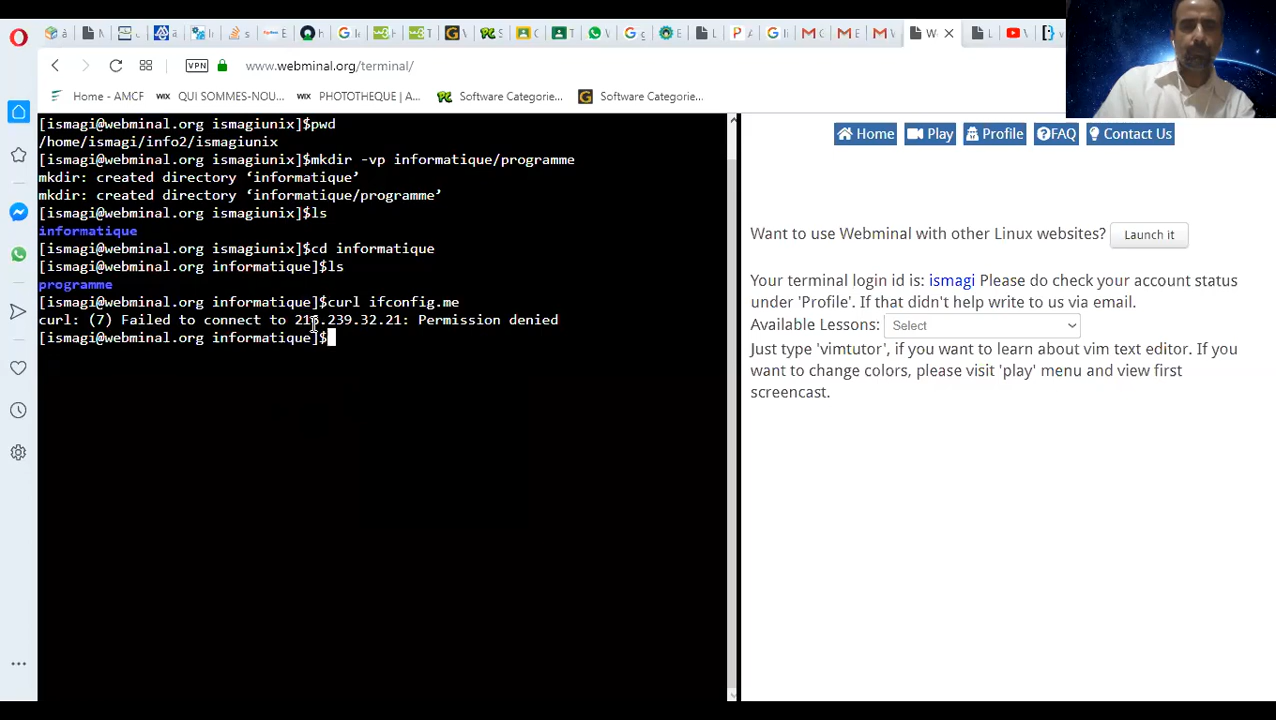 VPN
www.webminal.org/terminal/
Home - AMCF
WIX QUI SOMMES-NOU...
WIX PHOTOTHEQUE | A...
Software Categorie...
Software Categorie...
[ismagi@webminal.org ismagiunix]$pwd
/home/ismagi/info2/ismagiunix
[ismagi@webminal.org ismagiunix]$mkdir -vp informatique/programme
mkdir: created directory ‘informatique’
mkdir: created directory ‘informatique/programme’
[ismagi@webminal.org ismagiunix]$ls
informatique
[ismagi@webminal.org ismagiunix]$cd informatique
[ismagi@webminal.org informatique]$ls
programme
[ismagi@webminal.org informatique]$curl ifconfig.me
curl: (7) Failed to connect to 216.239.32.21: Permission denied
[ismagi@webminal.org informatique]$
Home
Play
Profile
FAQ
Contact Us
Want to use Webminal with other Linux websites? Launch it
Your terminal login id is: ismagi Please do check your account status
under 'Profile'. If that didn't help write to us via email.
Available Lessons: Select
Just type 'vimtutor', if you want to learn about vim text editor. If you
want to change colors, please visit 'play' menu and view first
screencast.